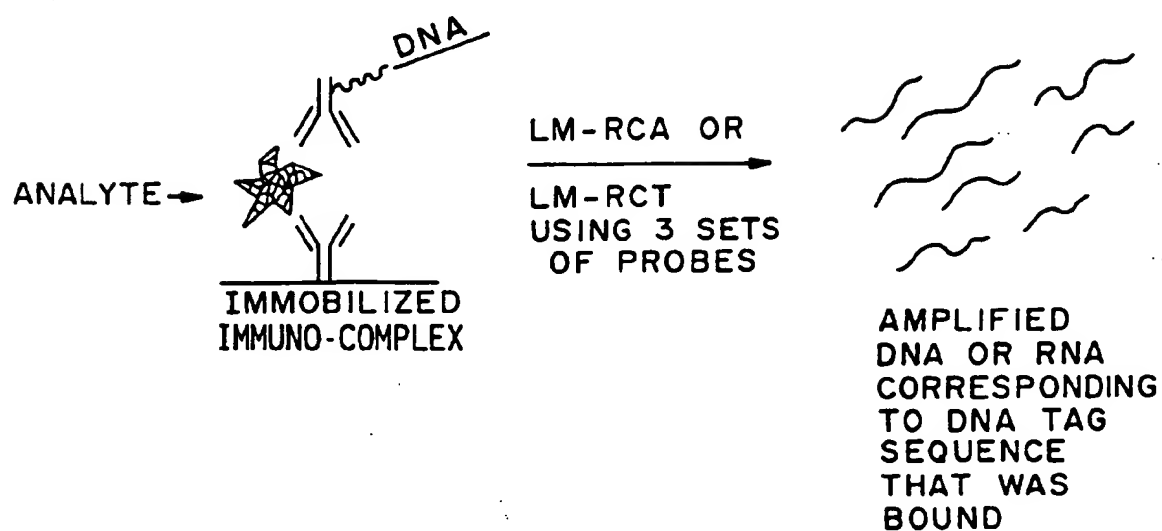 DNA
ANALYTE
IMMOBILIZED
IMMUNO-COMPLEX
LM-RCA OR
LM-RCT
USING 3 SETS
OF PROBES
AMPLIFIED
DNA OR RNA
CORRESPONDING
TO DNA TAG
SEQUENCE
THAT WAS
BOUND